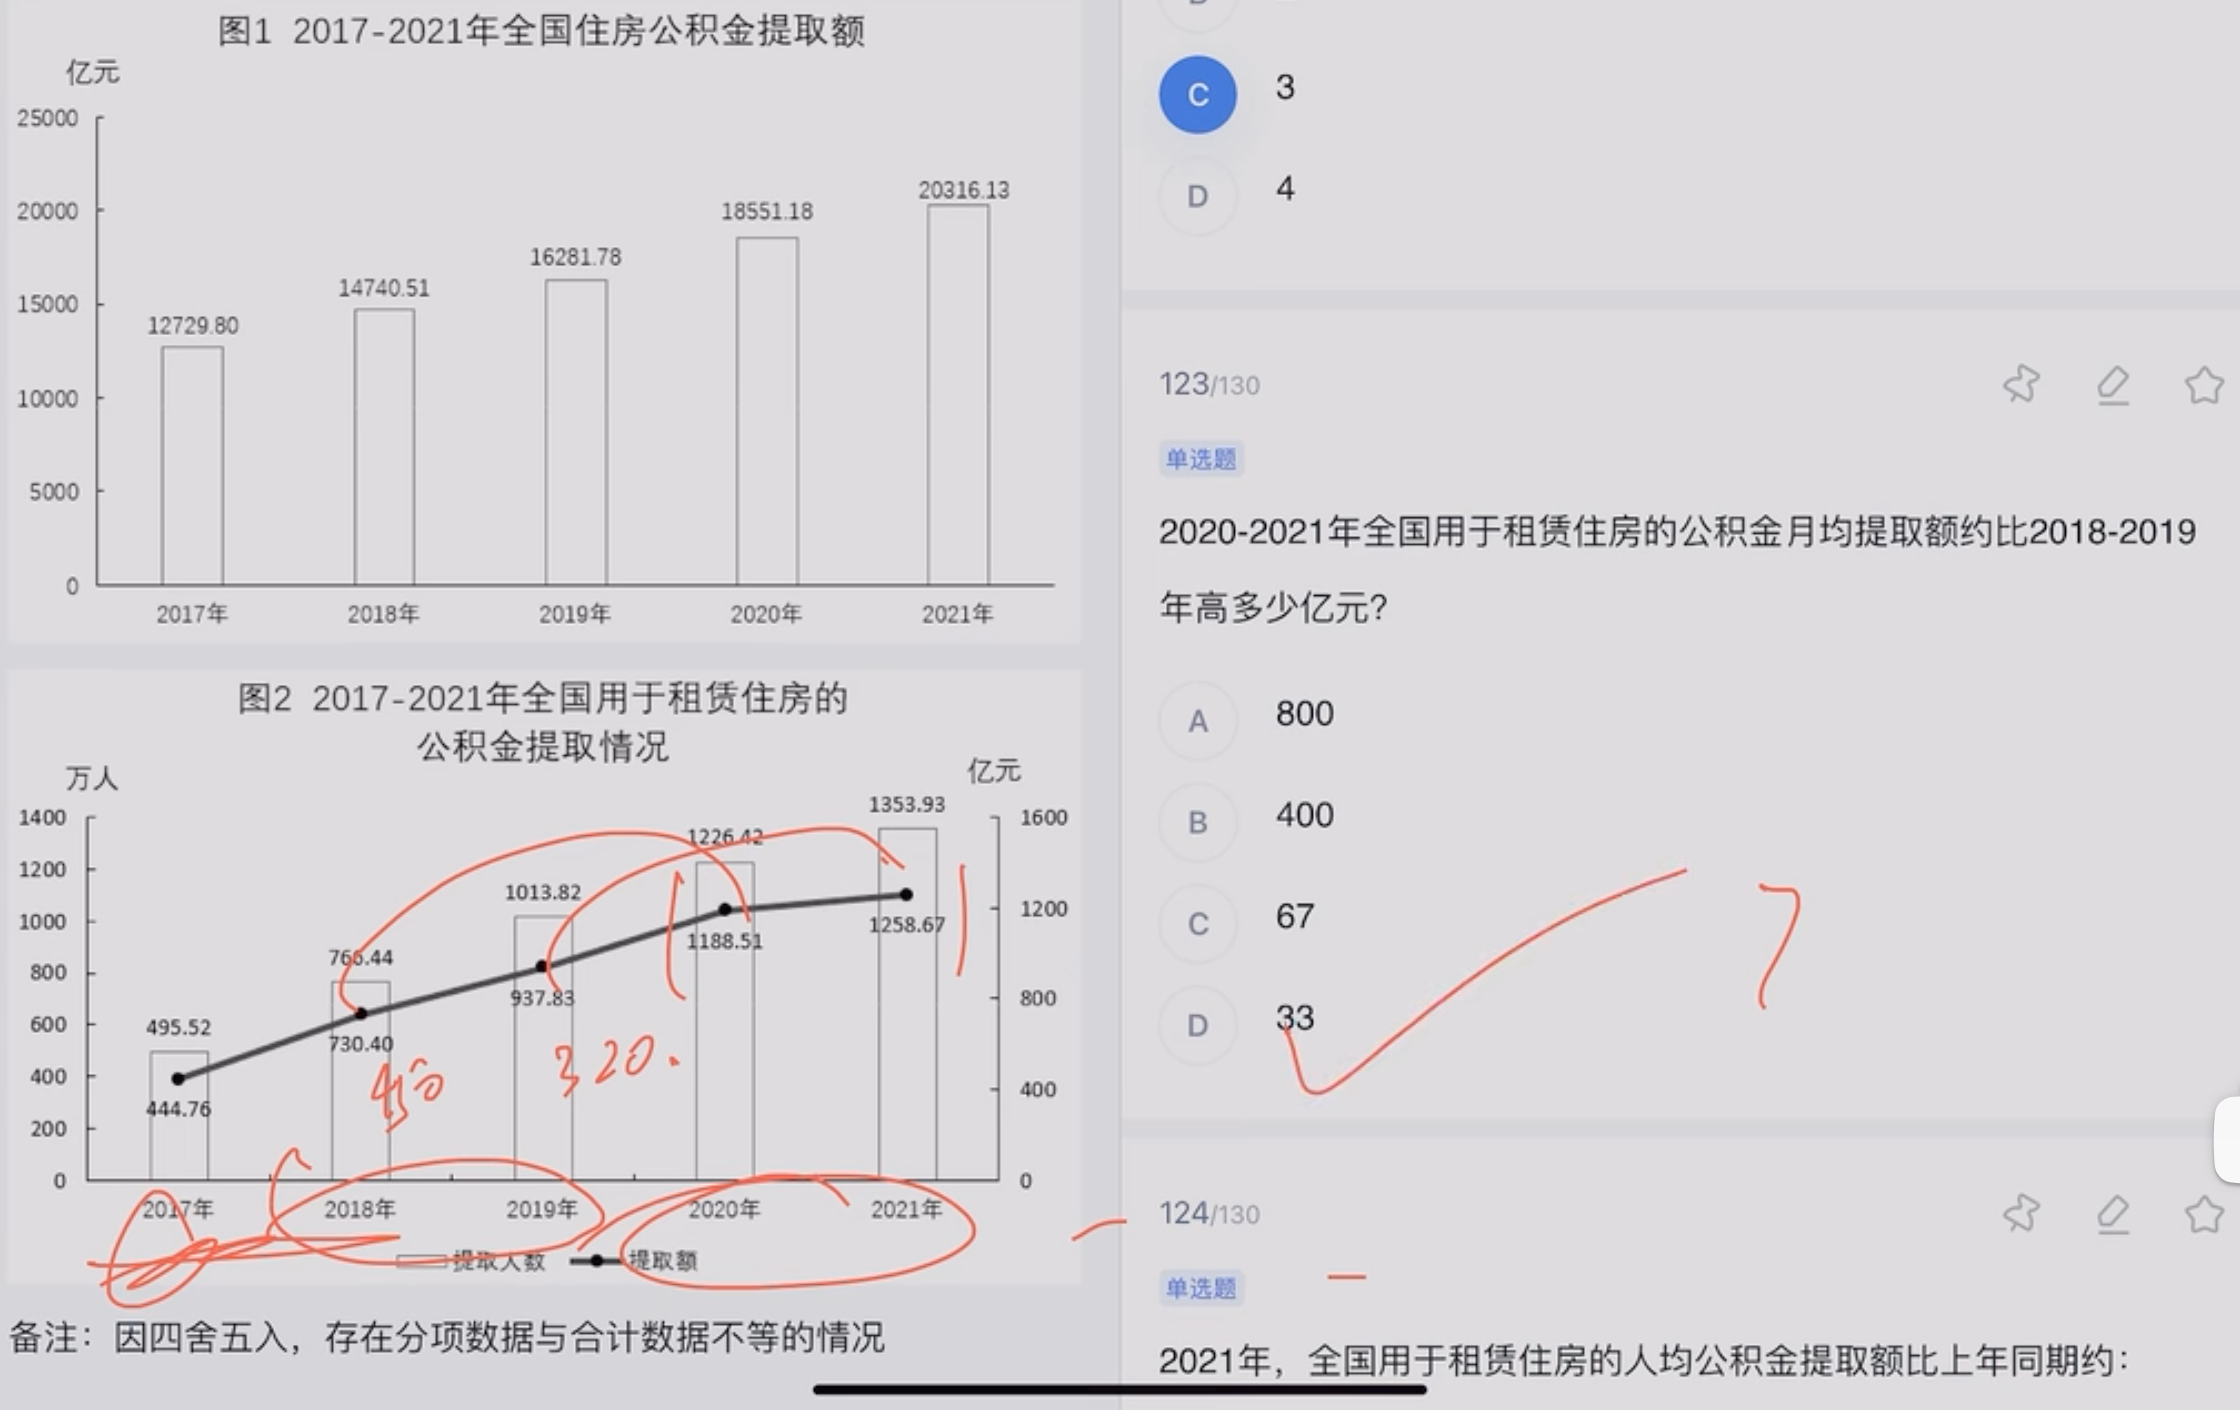 图1 2017-2021年全国住房公积金提取额
亿元
25000
20000
15000
10000
5000
0
12729.80
14740.51
16281.78
18551.18
20316.13
2017年 2018年 2019年 2020年 2021年
图2 2017-2021年全国用于租赁住房的
公积金提取情况
万人
亿元
1400
1200
1000
800
600
400
200
0
1600
1200
800
400
0
495.52
766.44
1013.82
1226.42
1353.93
444.76
730.40
937.83
1188.51
1258.67
320.
2017年 2018年 2019年 2020年 2021年
提取人数 提取额
备注：因四舍五入，存在分项数据与合计数据不等的情况
C 3
D 4
123/130
单选题
2020-2021年全国用于租赁住房的公积金月均提取额约比2018-2019
年高多少亿元？
A 800
B 400
C 67
D 33
124/130
单选题
2021年，全国用于租赁住房的人均公积金提取额比上年同期约：